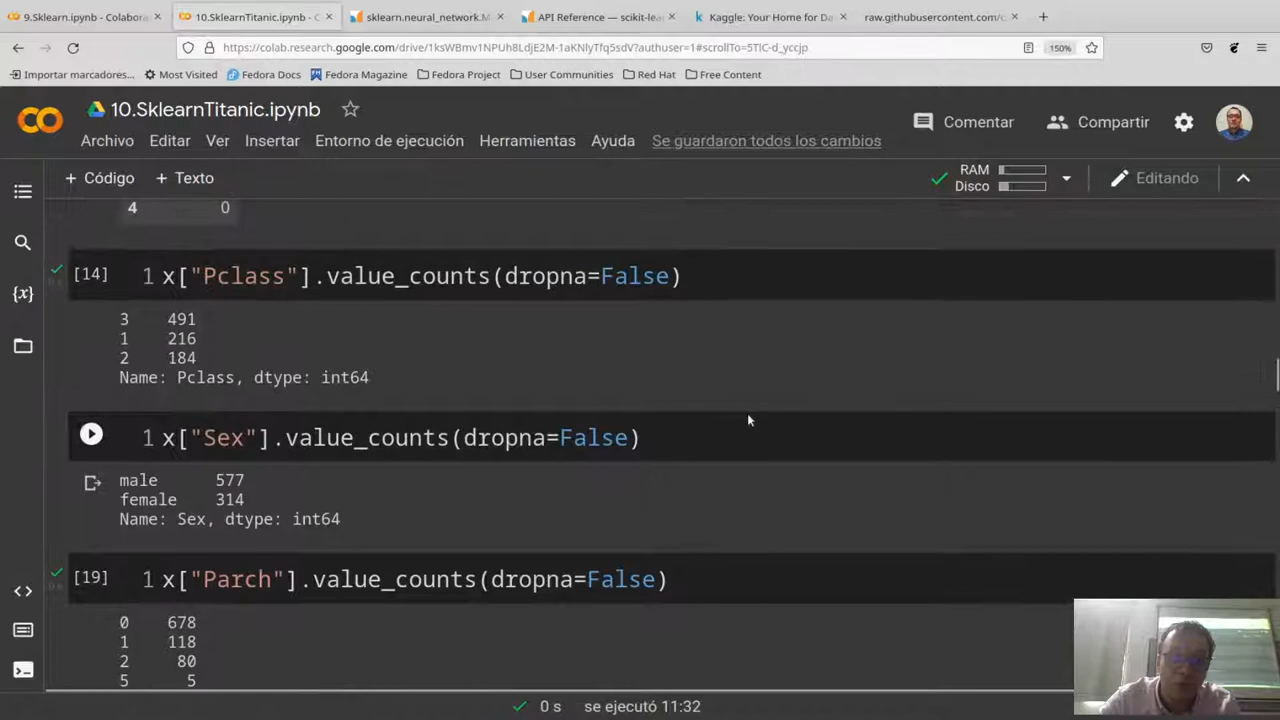 9.Sklearn.ipynb - Colabora
10.SklearnTitanic.ipynb - C
sklearn.neural_network.M
API Reference — scikit-lea
Kaggle: Your Home for Da
raw.githubusercontent.com/c
https://colab.research.google.com/drive/1ksWBmv1NPUh8LdjE2M-1aKNlyTfq5sdV?authuser=1#scrollTo=5TlC-d_yccjp
150%
Importar marcadores...
Most Visited
Fedora Docs
Fedora Magazine
Fedora Project
User Communities
Red Hat
Free Content
10.SklearnTitanic.ipynb
Comentar
Compartir
Archivo Editar Ver Insertar Entorno de ejecución Herramientas Ayuda Se guardaron todos los cambios
+ Código + Texto
RAM
Disco
Editando
4 0
[14] 1 x["Pclass"].value_counts(dropna=False)
3 491
1 216
2 184
Name: Pclass, dtype: int64
1 x["Sex"].value_counts(dropna=False)
male 577
female 314
Name: Sex, dtype: int64
[19] 1 x["Parch"].value_counts(dropna=False)
0 678
1 118
2 80
5 5
0 s se ejecutó 11:32